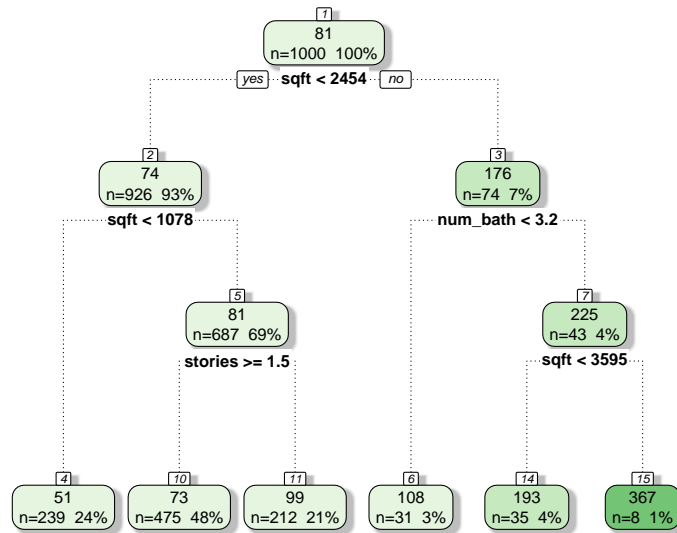 1
81
n=1000 100%
yes sqft < 2454 no
2
74
n=926 93%
sqft < 1078
3
176
n=74 7%
num_bath < 3.2
5
81
n=687 69%
stories >= 1.5
7
225
n=43 4%
sqft < 3595
4
51
n=239 24%
10
73
n=475 48%
11
99
n=212 21%
6
108
n=31 3%
14
193
n=35 4%
15
367
n=8 1%